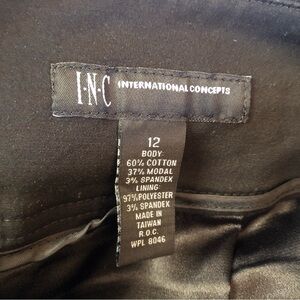 I·N·C INTERNATIONAL CONCEPTS
12
BODY:
60% COTTON
37% MODAL
3% SPANDEX
LINING:
97% POLYESTER
3% SPANDEX
MADE IN
TAIWAN
R.O.C.
WPL 8046